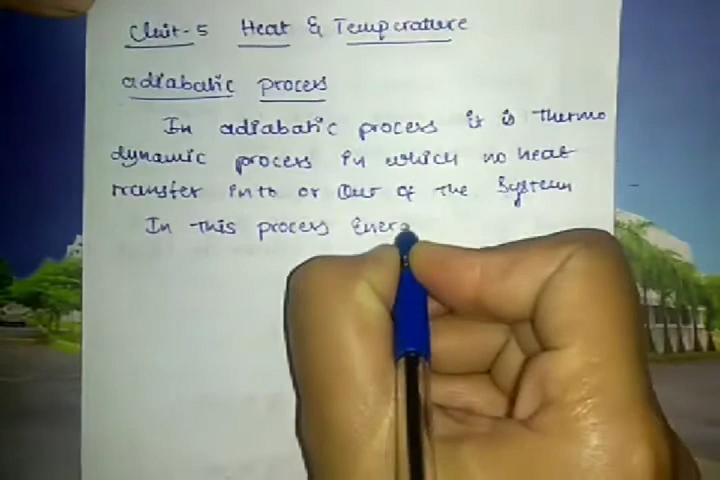 Unit-5 Heat & Temperature
adiabatic process
In adiabatic process it is thermo
dynamic process in which no heat
transfer into or out of the system
In this process Ener